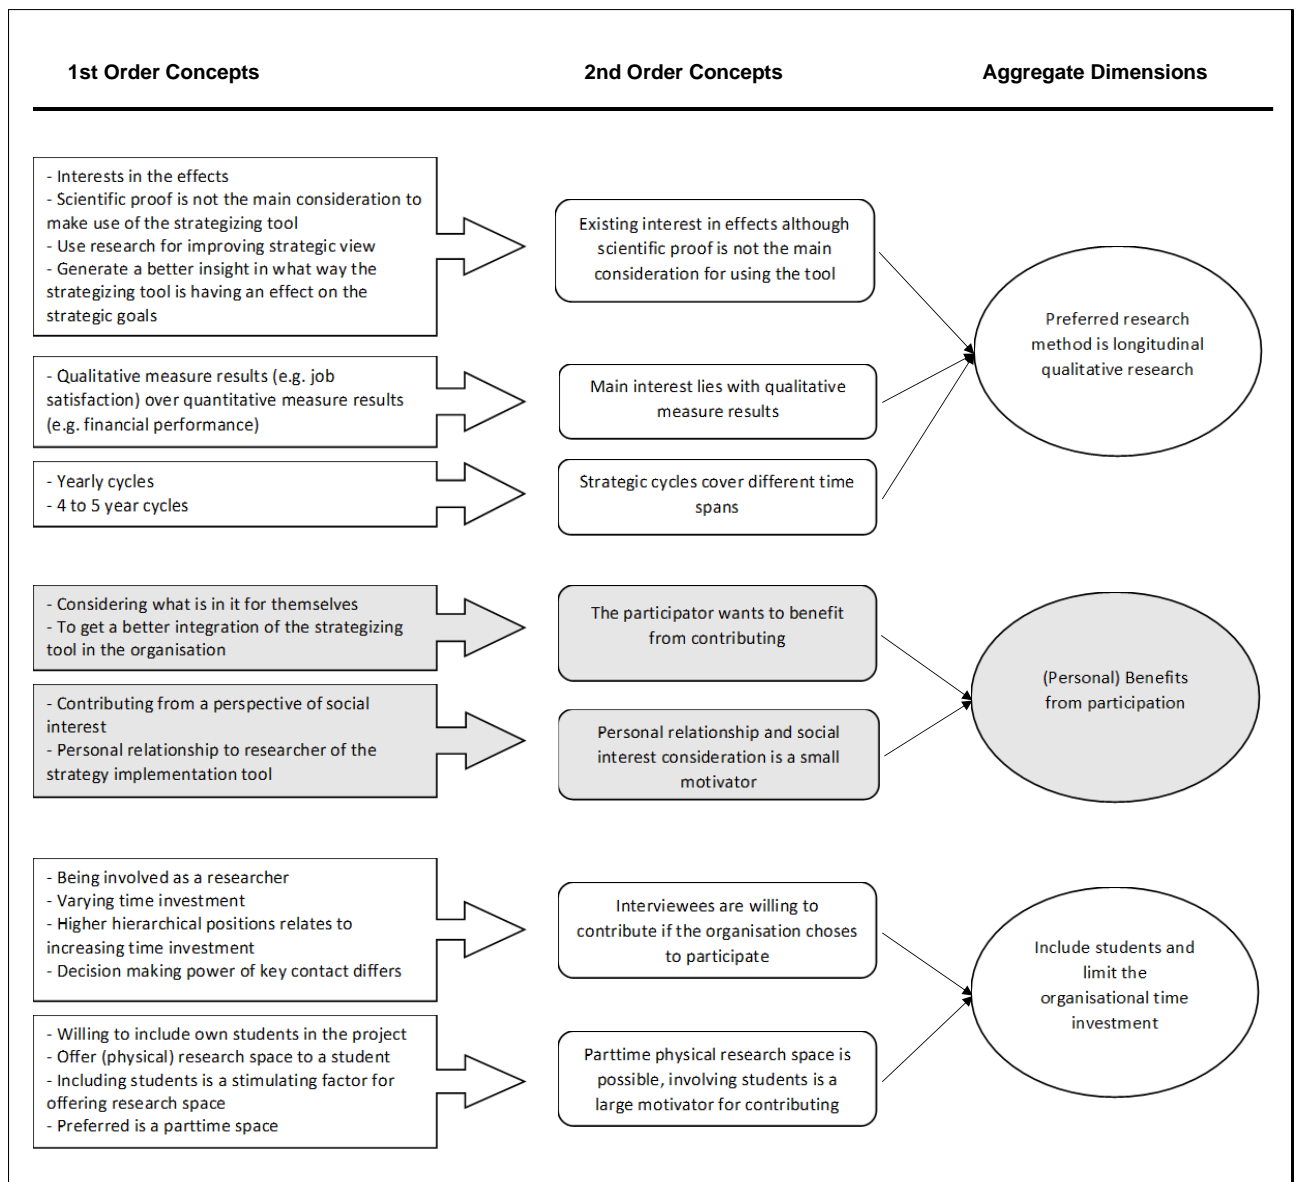 1st Order Concepts
2nd Order Concepts
Aggregate Dimensions
- Interests in the effects
- Scientific proof is not the main consideration to
make use of the strategizing tool
- Use research for improving strategic view
- Generate a better insight in what way the
strategizing tool is having an effect on the
strategic goals
Existing interest in effects although
scientific proof is not the main
consideration for using the tool
Preferred research
method is longitudinal
qualitative research
- Qualitative measure results (e.g. job
satisfaction) over quantitative measure results
(e.g. financial performance)
Main interest lies with qualitative
measure results
- Yearly cycles
- 4 to 5 year cycles
Strategic cycles cover different time
spans
- Considering what is in it for themselves
- To get a better integration of the strategizing
tool in the organisation
The participator wants to benefit
from contributing
(Personal) Benefits
from participation
- Contributing from a perspective of social
interest
- Personal relationship to researcher of the
strategy implementation tool
Personal relationship and social
interest consideration is a small
motivator
- Being involved as a researcher
- Varying time investment
- Higher hierarchical positions relates to
increasing time investment
- Decision making power of key contact differs
Interviewees are willing to
contribute if the organisation choses
to participate
Include students and
limit the
organisational time
investment
- Willing to include own students in the project
- Offer (physical) research space to a student
- Including students is a stimulating factor for
offering research space
- Preferred is a parttime space
Parttime physical research space is
possible, involving students is a
large motivator for contributing